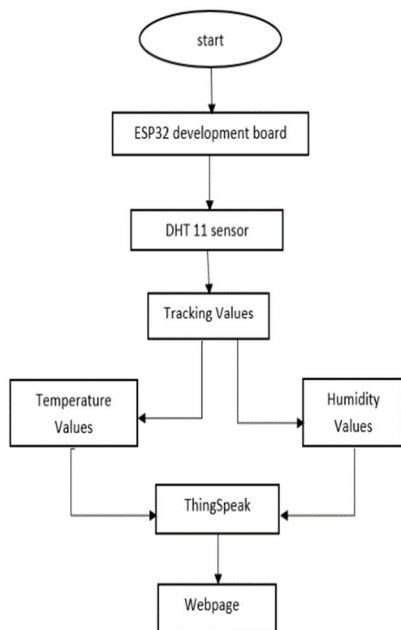 start
ESP32 development board
DHT 11 sensor
Tracking Values
Temperature
Values
Humidity
Values
ThingSpeak
Webpage